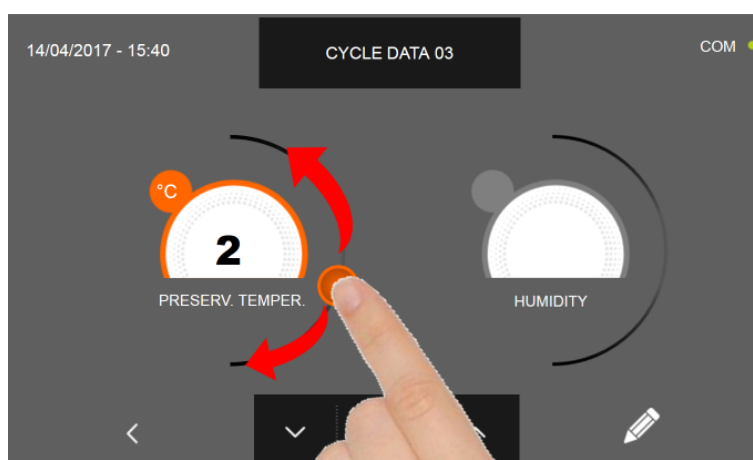 14/04/2017 - 15:40
CYCLE DATA 03
COM
°C
2
PRESERV. TEMPER.
HUMIDITY